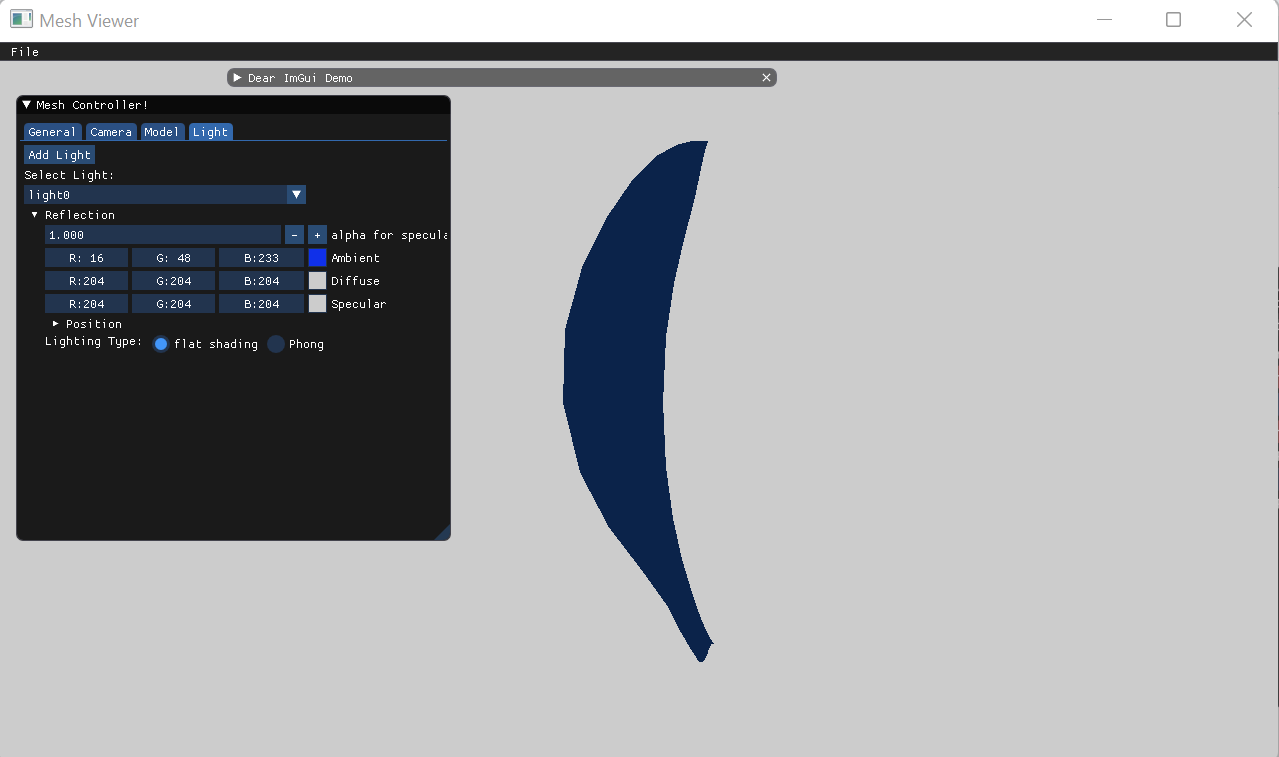 Mesh Viewer
File
Dear ImGui Demo
Mesh Controller!
General Camera Model Light
Add Light
Select Light:
light0
Reflection
1.000 - + alpha for specula
R: 16 G: 48 B:233 Ambient
R:204 G:204 B:204 Diffuse
R:204 G:204 B:204 Specular
Position
Lighting Type: flat shading Phong